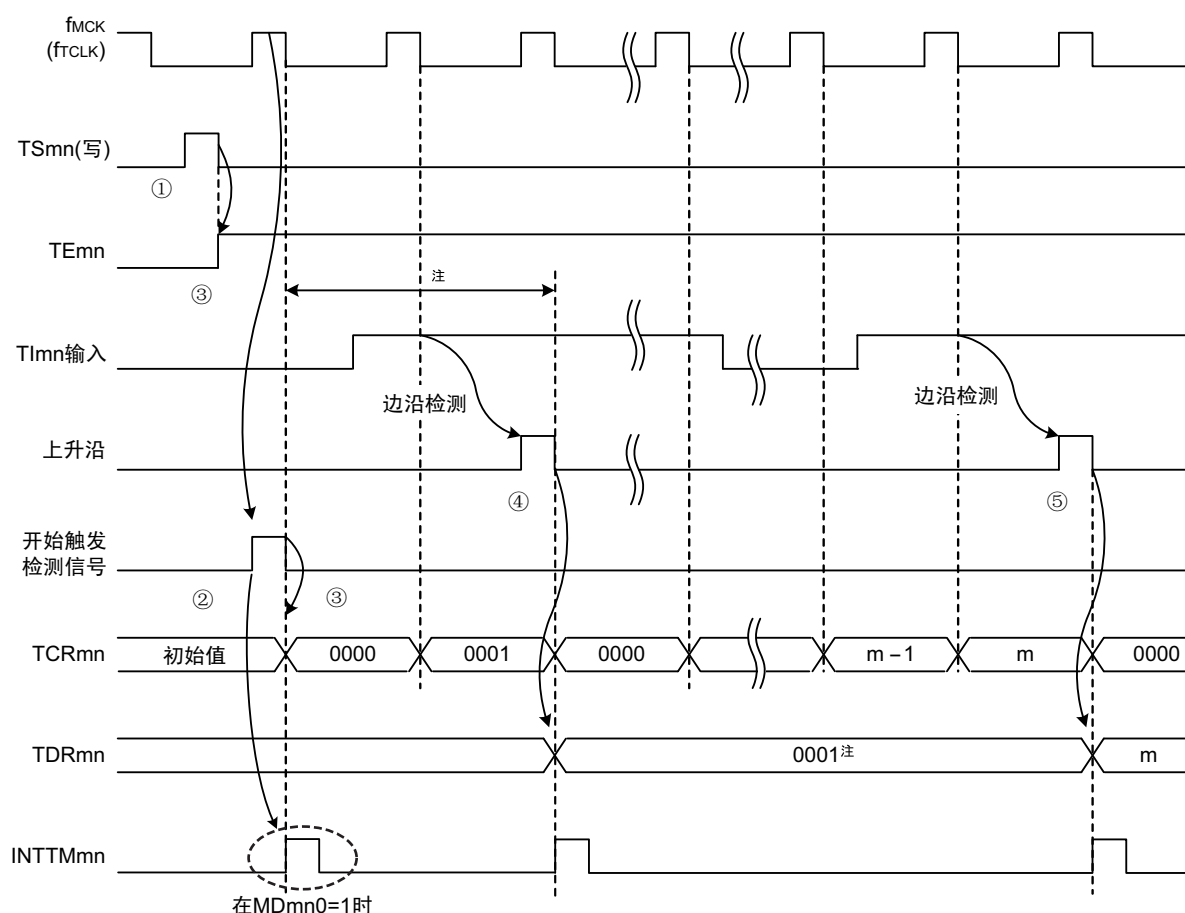 fMCK
(fTCLK)
TSmn(写)
①
TEmn
③
注
TImn输入
边沿检测
边沿检测
上升沿
④
⑤
开始触发
检测信号
②
③
TCRmn
初始值
0000
0001
0000
m – 1
m
0000
TDRmn
0001注
m
INTTMmn
在MDmn0=1时